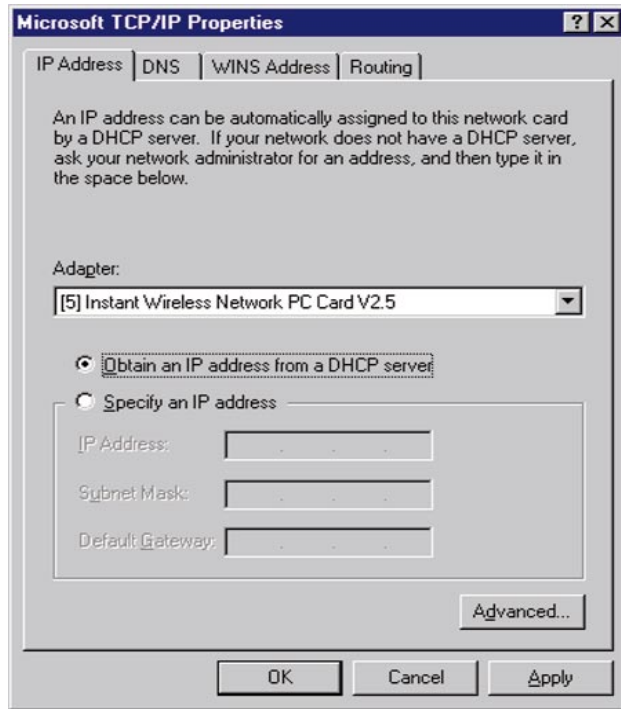 Microsoft TCP/IP Properties
IP Address DNS WINS Address Routing
An IP address can be automatically assigned to this network card
by a DHCP server. If your network does not have a DHCP server,
ask your network administrator for an address, and then type it in
the space below.
Adapter:
[5] Instant Wireless Network PC Card V2.5
Obtain an IP address from a DHCP server
Specify an IP address
IP Address:
Subnet Mask:
Default Gateway:
Advanced...
OK Cancel Apply